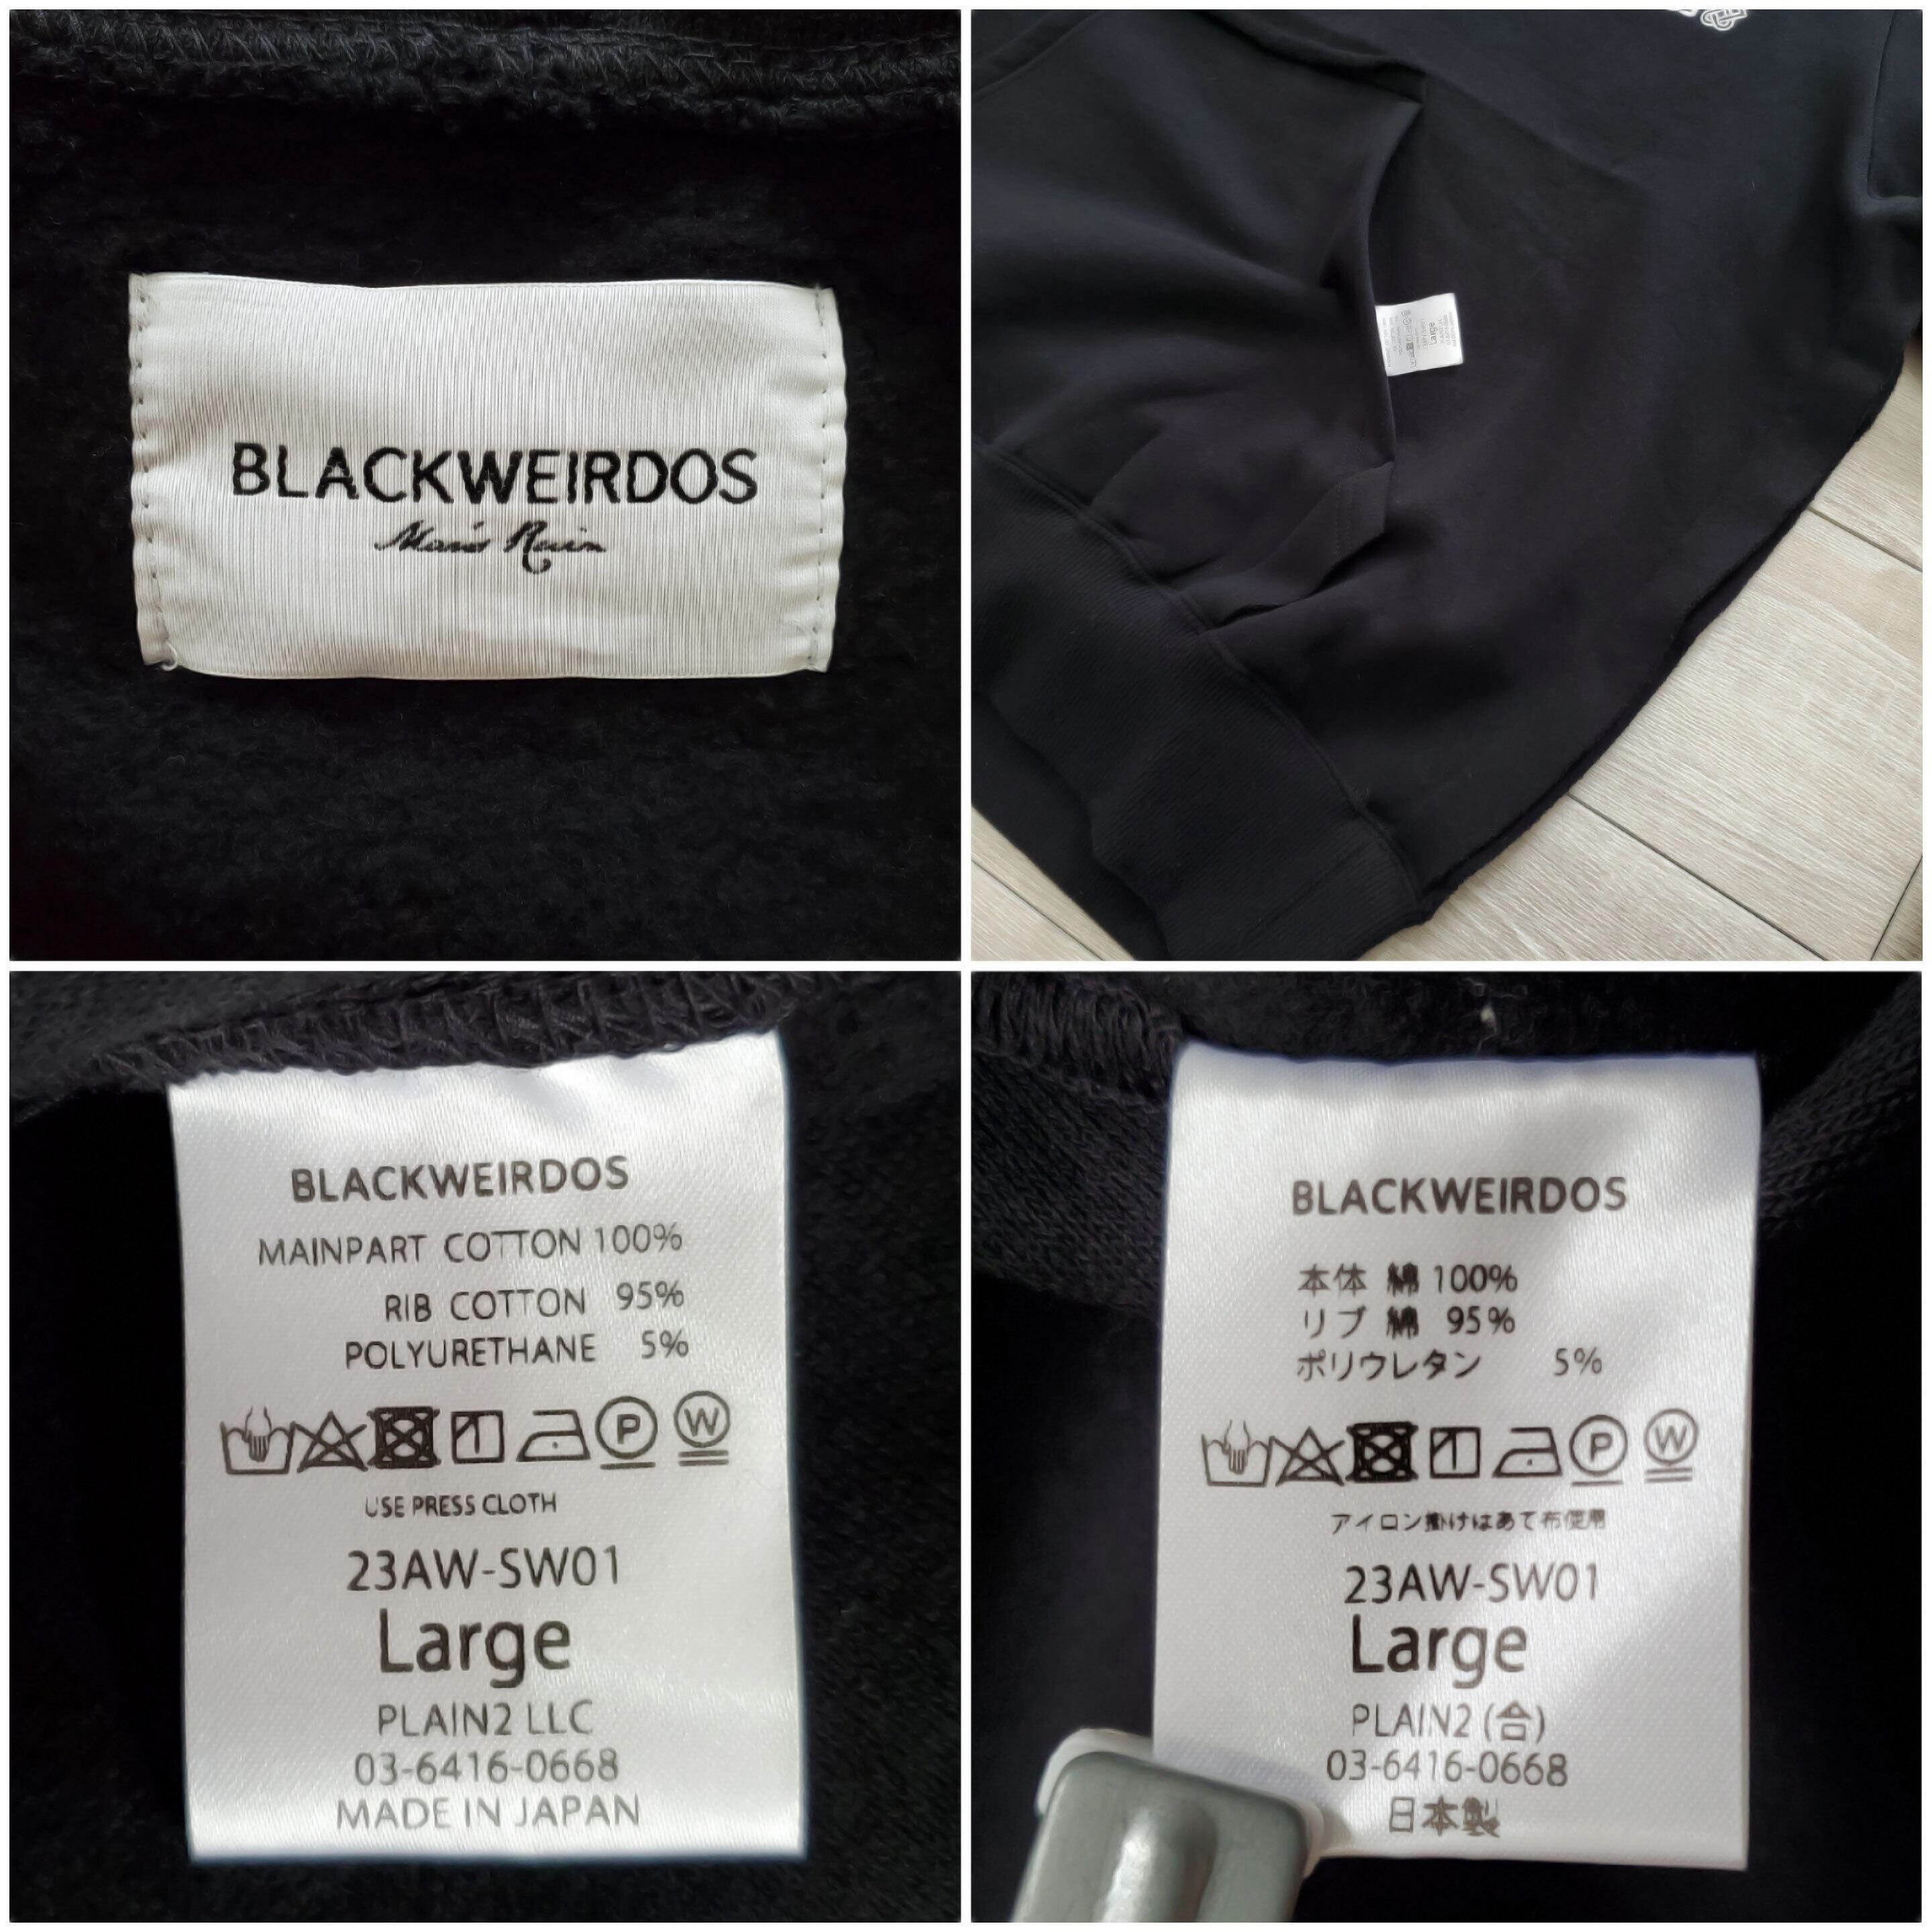 BLACKWEIRDOS
Man's Ruin
Large
BLACKWEIRDOS
MAINPART COTTON 100%
RIB COTTON 95%
POLYURETHANE 5%
P W
USE PRESS CLOTH
23AW-SW01
Large
PLAIN2 LLC
03-6416-0668
MADE IN JAPAN
BLACKWEIRDOS
本体 綿 100%
リブ 綿 95%
ポリウレタン 5%
P W
アイロン掛けはあて布使用
23AW-SW01
Large
PLAIN2 (合)
03-6416-0668
日本製